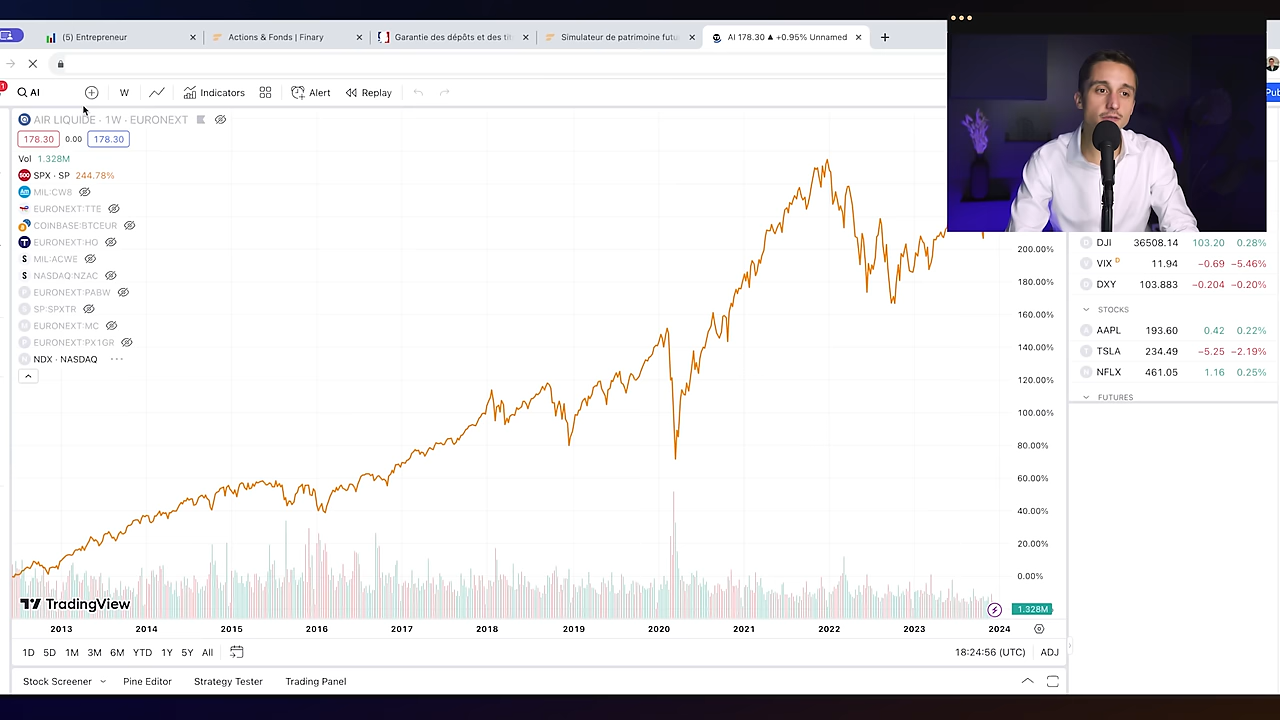 (5) Entrepreneur
Actions & Fonds | Finary
Garantie des dépôts et des tit
Simulateur de patrimoine futu
AI 178.30 ▲ +0.95% Unnamed
AI
W
Indicators
Alert
Replay
AIR LIQUIDE · 1W · EURONEXT
178.30
0.00
178.30
Vol 1.328M
SPX · SP 244.78%
MIL:CW8
EURONEXT:TTE
COINBASE:BTCEUR
EURONEXT:HO
MIL:ACWE
NASDAQ:NZAC
EURONEXT:PABW
SP:SPXTR
EURONEXT:MC
EURONEXT:PX1GR
NDX · NASDAQ
200.00%
180.00%
160.00%
140.00%
120.00%
100.00%
80.00%
60.00%
40.00%
20.00%
0.00%
1.328M
TradingView
2013 2014 2015 2016 2017 2018 2019 2020 2021 2022 2023 2024
1D 5D 1M 3M 6M YTD 1Y 5Y All
18:24:56 (UTC) ADJ
Stock Screener
Pine Editor
Strategy Tester
Trading Panel
DJI 36508.14 103.20 0.28%
VIX D 11.94 −0.69 −5.46%
DXY 103.883 −0.204 −0.20%
STOCKS
AAPL 193.60 0.42 0.22%
TSLA 234.49 −5.25 −2.19%
NFLX 461.05 1.16 0.25%
FUTURES